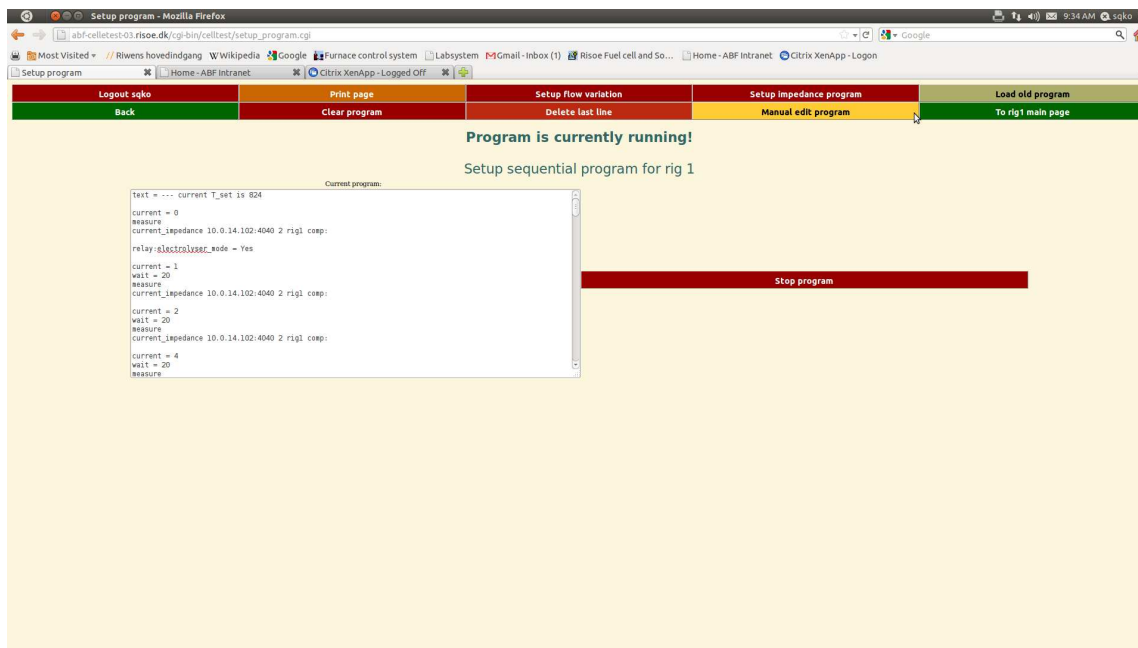 Setup program - Mozilla Firefox
9:34 AM sqko
abf-celletest-03.risoe.dk/cgi-bin/celltest/setup_program.cgi
Google
Most Visited // Riwens hovedindgang Wikipedia Google Furnace control system Labsystem Gmail - Inbox (1) Risoe Fuel cell and So... Home - ABF Intranet Citrix XenApp - Logon
Setup program Home - ABF Intranet Citrix XenApp - Logged Off
Logout sqko Print page Setup flow variation Setup impedance program Load old program
Back Clear program Delete last line Manual edit program To rig1 main page
Program is currently running!
Setup sequential program for rig 1
Current program:
text = --- current T_set is 824
current = 0
measure
current_impedance 10.0.14.102:4040 2 rig1 comp:
relay:electrolyser_mode = Yes
current = 1
wait = 20
measure
current_impedance 10.0.14.102:4040 2 rig1 comp:
Stop program
current = 2
wait = 20
measure
current_impedance 10.0.14.102:4040 2 rig1 comp:
current = 4
wait = 20
measure